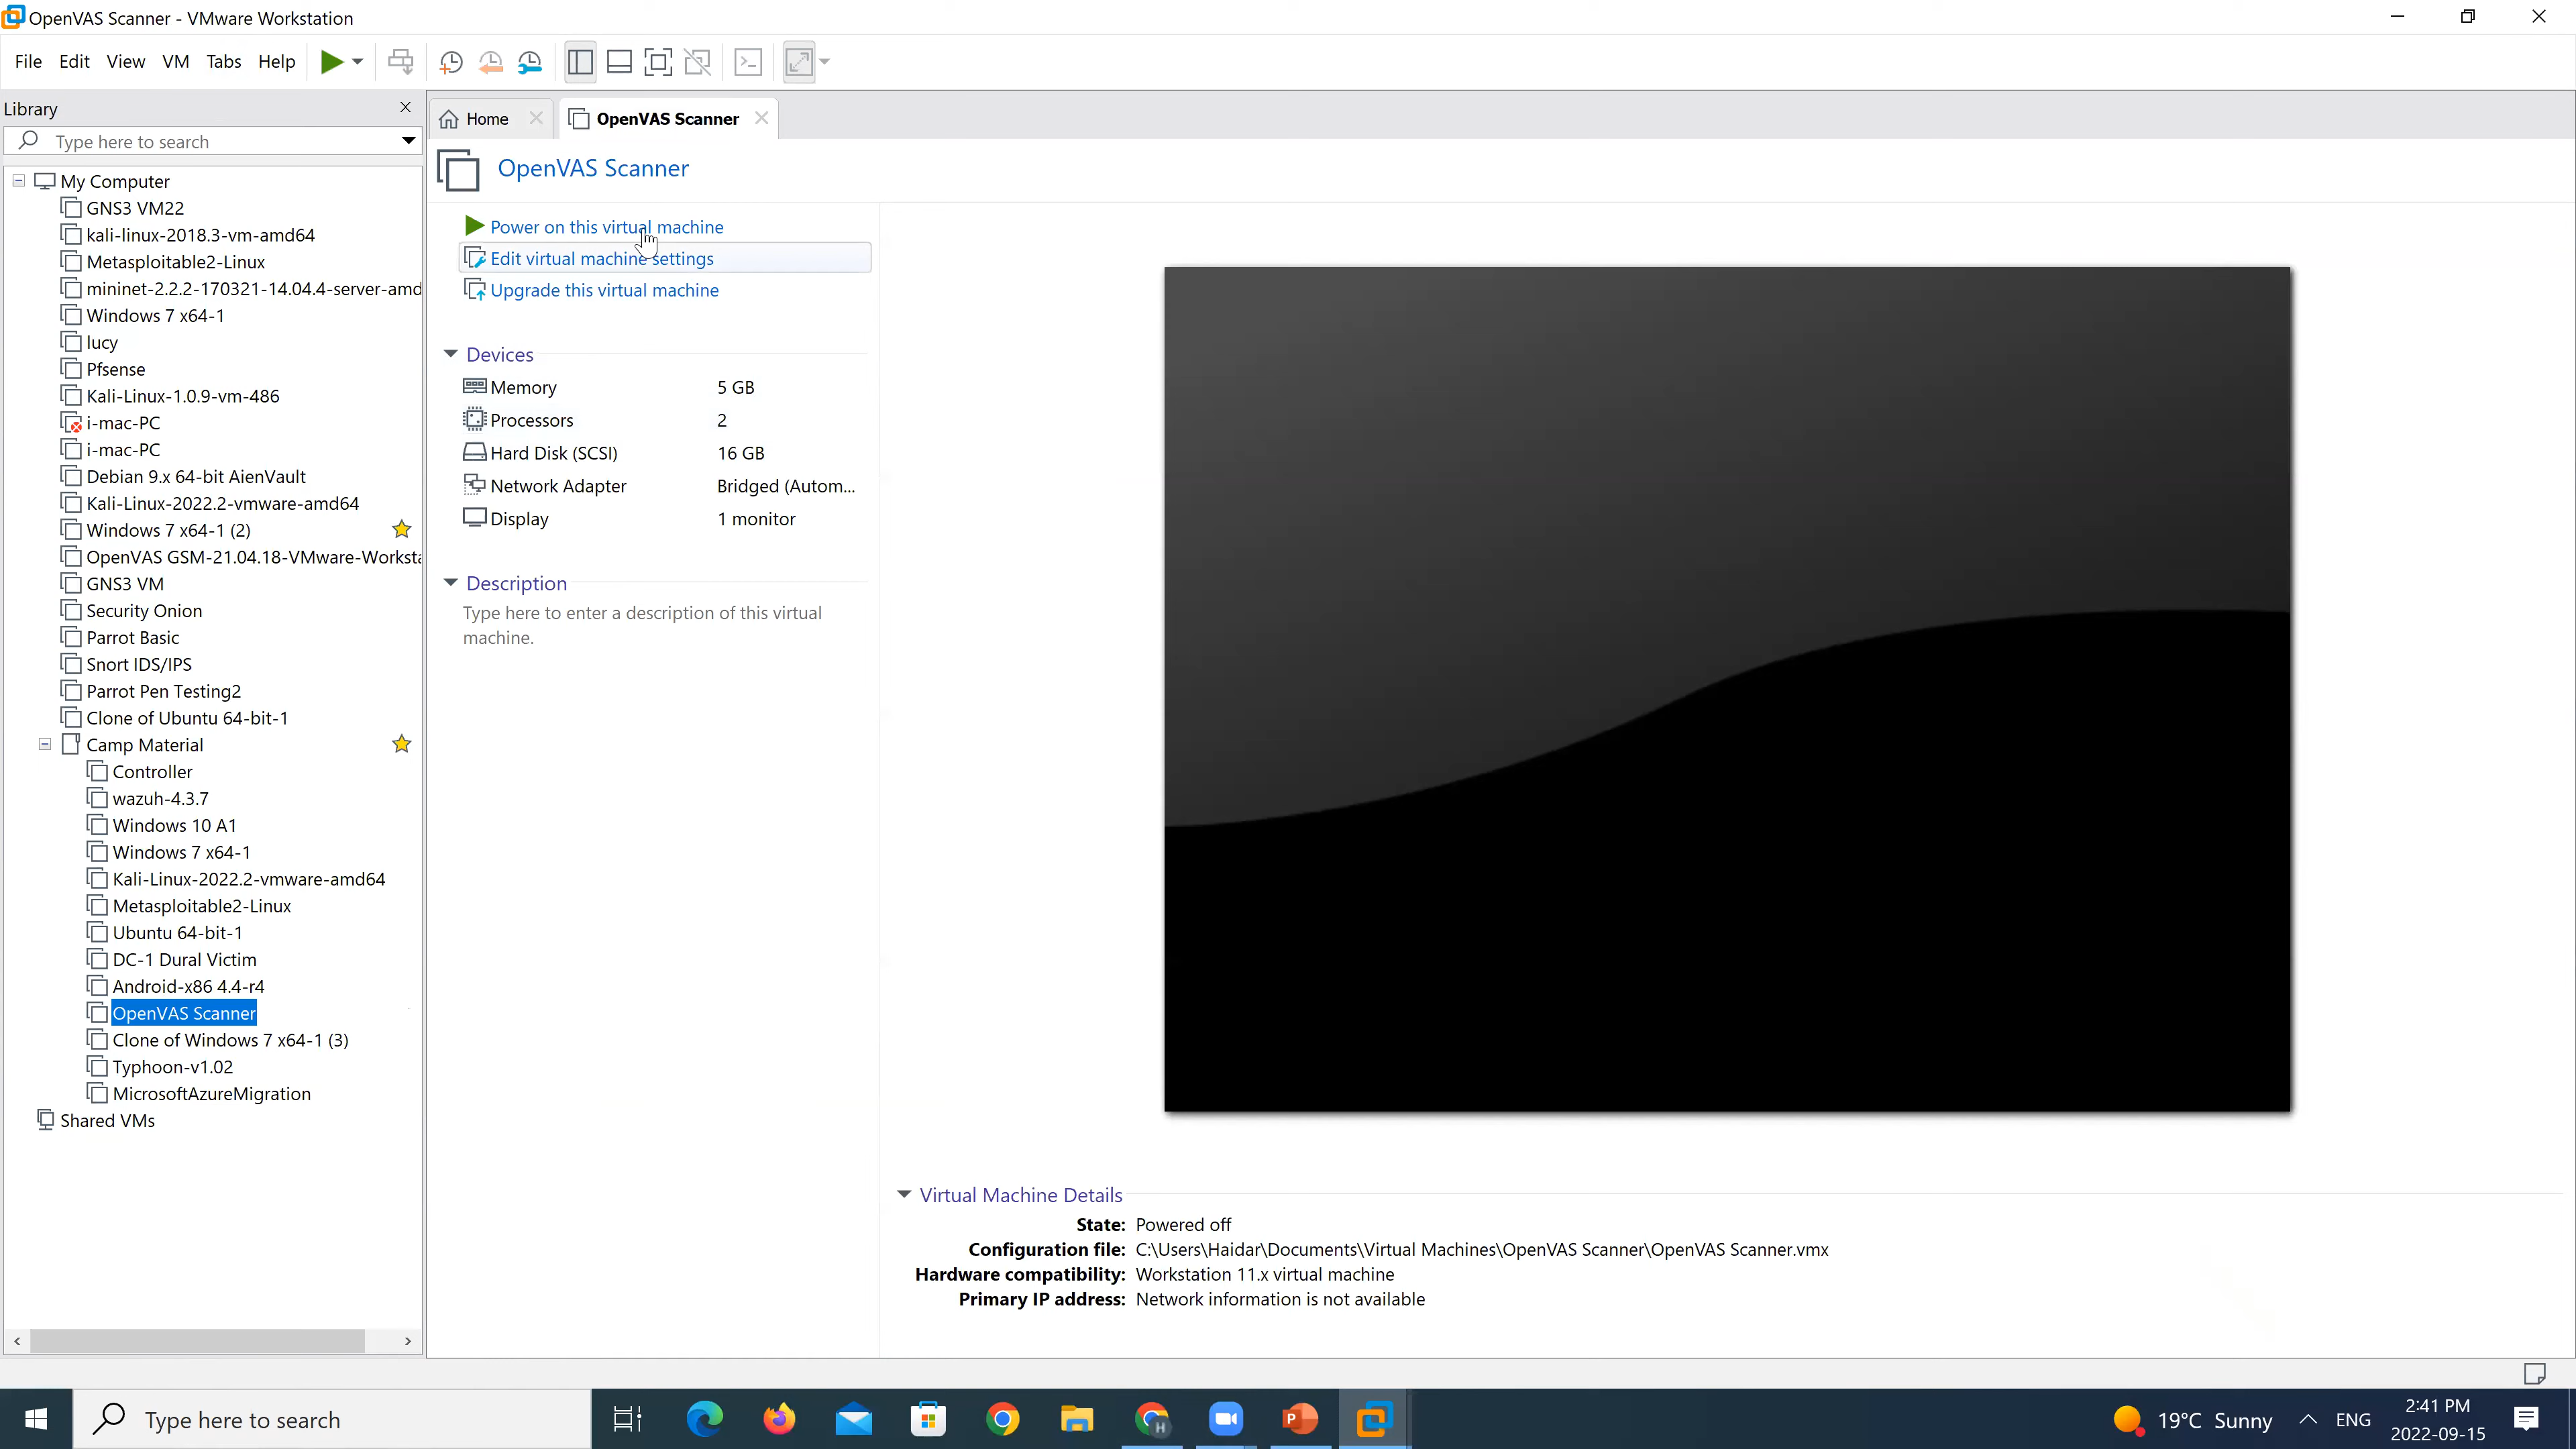 OpenVAS Scanner - VMware Workstation
File Edit View VM Tabs Help
Library
Type here to search
My Computer
GNS3 VM22
kali-linux-2018.3-vm-amd64
Metasploitable2-Linux
mininet-2.2.2-170321-14.04.4-server-amd
Windows 7 x64-1
lucy
Pfsense
Kali-Linux-1.0.9-vm-486
i-mac-PC
i-mac-PC
Debian 9.x 64-bit AienVault
Kali-Linux-2022.2-vmware-amd64
Windows 7 x64-1 (2)
OpenVAS GSM-21.04.18-VMware-Worksta
GNS3 VM
Security Onion
Parrot Basic
Snort IDS/IPS
Parrot Pen Testing2
Clone of Ubuntu 64-bit-1
Camp Material
Controller
wazuh-4.3.7
Windows 10 A1
Windows 7 x64-1
Kali-Linux-2022.2-vmware-amd64
Metasploitable2-Linux
Ubuntu 64-bit-1
DC-1 Dural Victim
Android-x86 4.4-r4
OpenVAS Scanner
Clone of Windows 7 x64-1 (3)
Typhoon-v1.02
MicrosoftAzureMigration
Shared VMs
Home OpenVAS Scanner
OpenVAS Scanner
Power on this virtual machine
Edit virtual machine settings
Upgrade this virtual machine
Devices
Memory 5 GB
Processors 2
Hard Disk (SCSI) 16 GB
Network Adapter Bridged (Autom...
Display 1 monitor
Description
Type here to enter a description of this virtual
machine.
Virtual Machine Details
State: Powered off
Configuration file: C:\Users\Haidar\Documents\Virtual Machines\OpenVAS Scanner\OpenVAS Scanner.vmx
Hardware compatibility: Workstation 11.x virtual machine
Primary IP address: Network information is not available
Type here to search
H
P
19°C Sunny
ENG
2:41 PM
2022-09-15